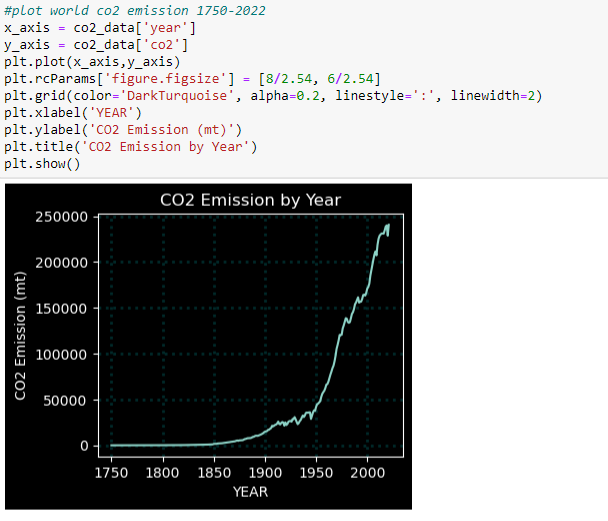 #plot world co2 emission 1750-2022
x_axis = co2_data['year']
y_axis = co2_data['co2']
plt.plot(x_axis,y_axis)
plt.rcParams['figure.figsize'] = [8/2.54, 6/2.54]
plt.grid(color='DarkTurquoise', alpha=0.2, linestyle=':', linewidth=2)
plt.xlabel('YEAR')
plt.ylabel('CO2 Emission (mt)')
plt.title('CO2 Emission by Year')
plt.show()
CO2 Emission by Year
250000
200000
150000
100000
50000
0
CO2 Emission (mt)
1750 1800 1850 1900 1950 2000
YEAR